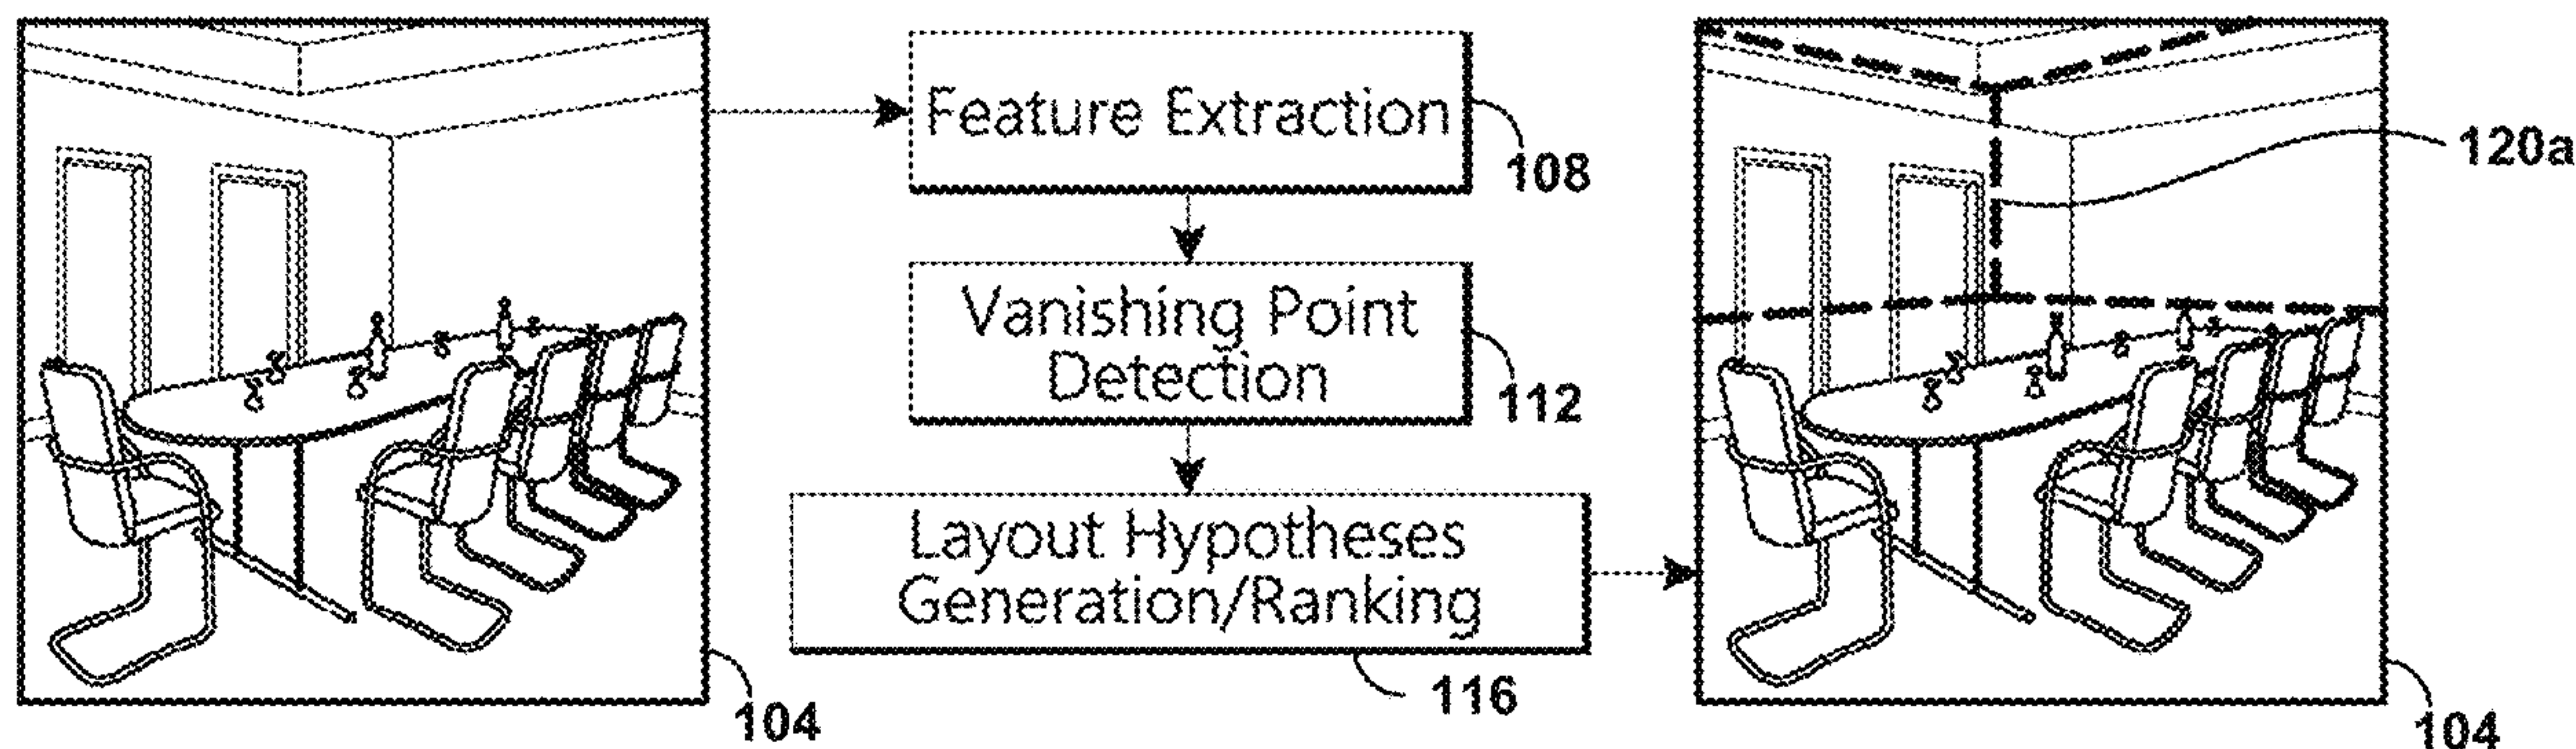 Feature Extraction
108
120a
Vanishing Point
Detection
112
Layout Hypotheses
Generation/Ranking
116
104
104